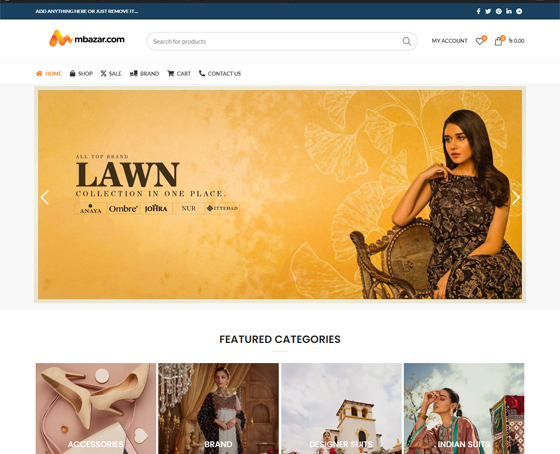 ADD ANYTHING HERE OR JUST REMOVE IT...
mbazar.com
Search for products
MY ACCOUNT
0
0
৳ 0.00
HOME
SHOP
SALE
BRAND
CART
CONTACT US
ALL TOP BRAND
LAWN
COLLECTION IN ONE PLACE.
ANAYA
Ombre'
JOHRA
NUR
ITTEHAD
FEATURED CATEGORIES
ACCESSORIES
BRAND
DESIGNER SUITS
INDIAN SUITS